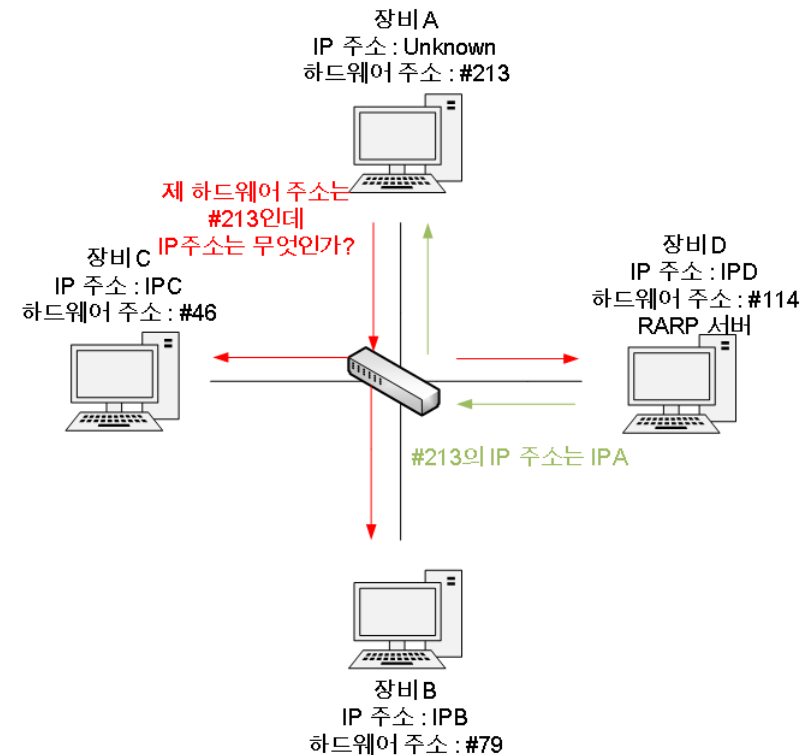 장비 A
IP 주소 : Unknown
하드웨어 주소 : #213
제 하드웨어 주소는
#213인데
IP주소는 무엇인가?
장비 C
IP 주소 : IPC
하드웨어 주소 : #46
장비 D
IP 주소 : IPD
하드웨어 주소 : #114
RARP 서버
#213의 IP 주소는 IPA
장비 B
IP 주소 : IPB
하드웨어 주소 : #79